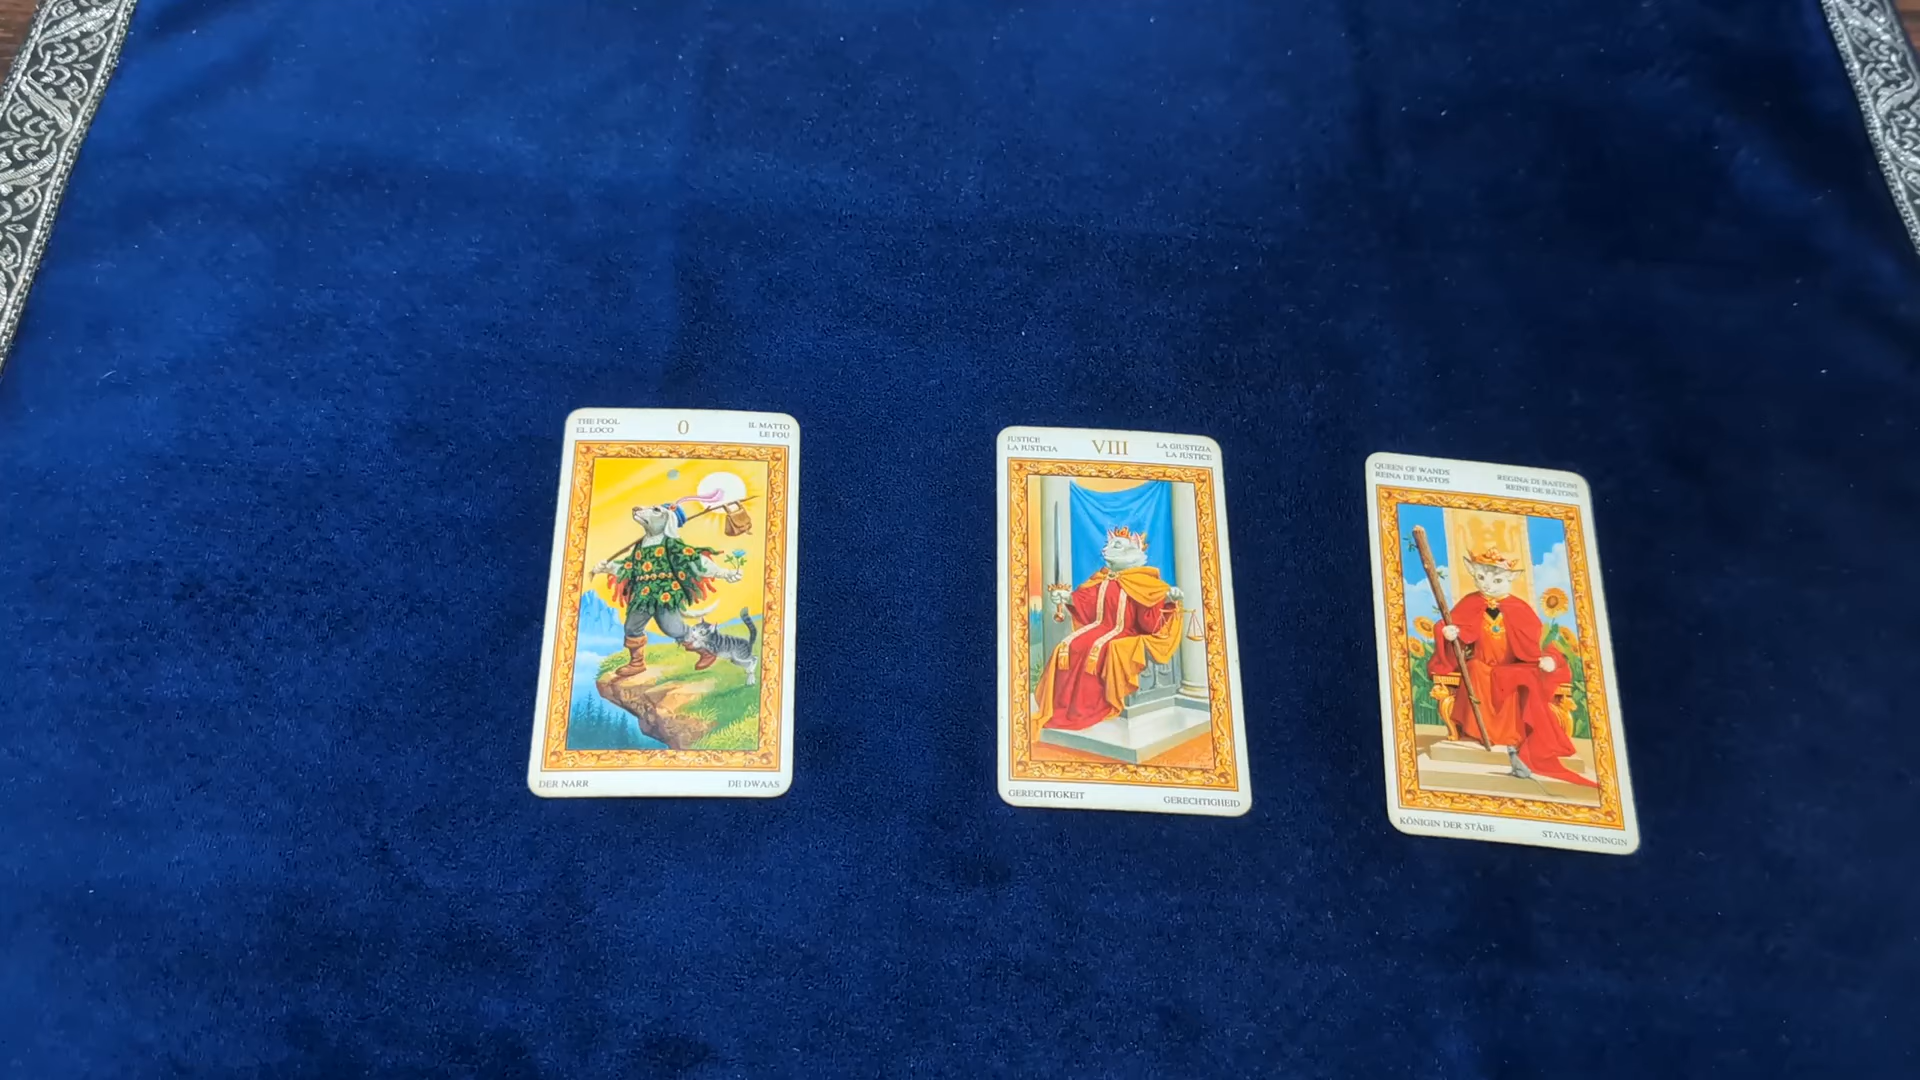 THE FOOL
EL LOCO
0
IL MATTO
LE FOU
DER NARR
DE DWAAS
JUSTICE
LA JUSTICIA
VIII
LA GIUSTIZIA
LA JUSTICE
GERECHTIGKEIT
GERECHTIGHEID
QUEEN OF WANDS
REINA DE BASTOS
REGINA DI BASTONI
REINE DE BÂTONS
KÖNIGIN DER STÄBE
STAVEN KONINGIN